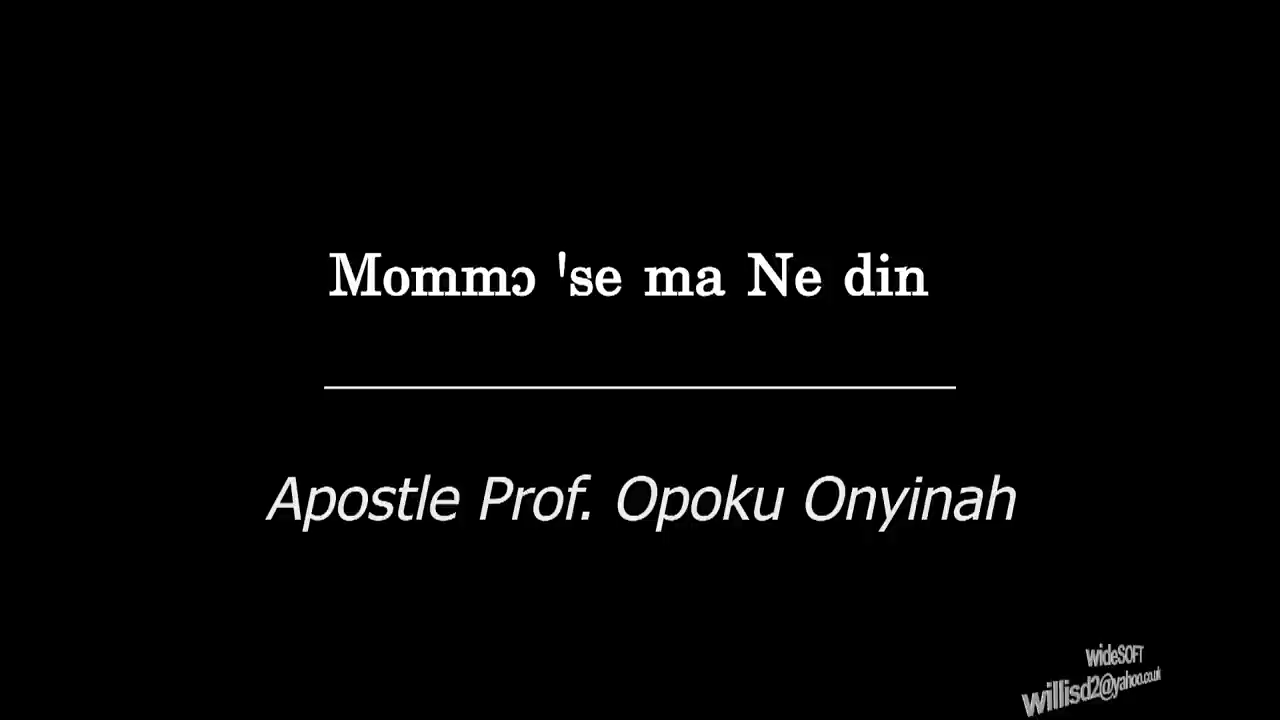 Mommɔ 'se ma Ne din
Apostle Prof. Opoku Onyinah
wideSOFT
willisd2@yahoo.co.uk